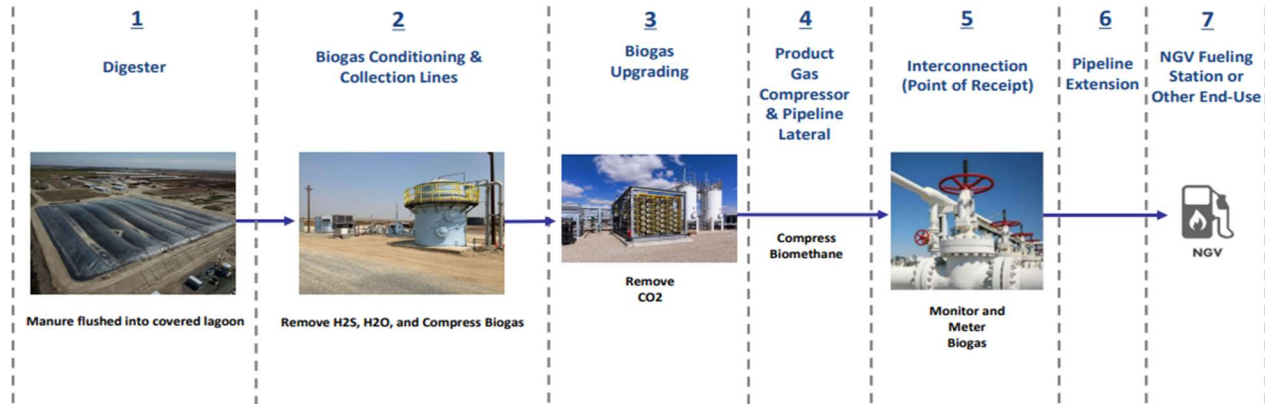 1
Digester
Manure flushed into covered lagoon
2
Biogas Conditioning &
Collection Lines
Remove H2S, H2O, and Compress Biogas
3
Biogas
Upgrading
Remove
CO2
4
Product
Gas
Compressor
& Pipeline
Lateral
Compress
Biomethane
5
Interconnection
(Point of Receipt)
Monitor and
Meter
Biogas
6
Pipeline
Extension
7
NGV Fueling
Station or
Other End-Use
NGV